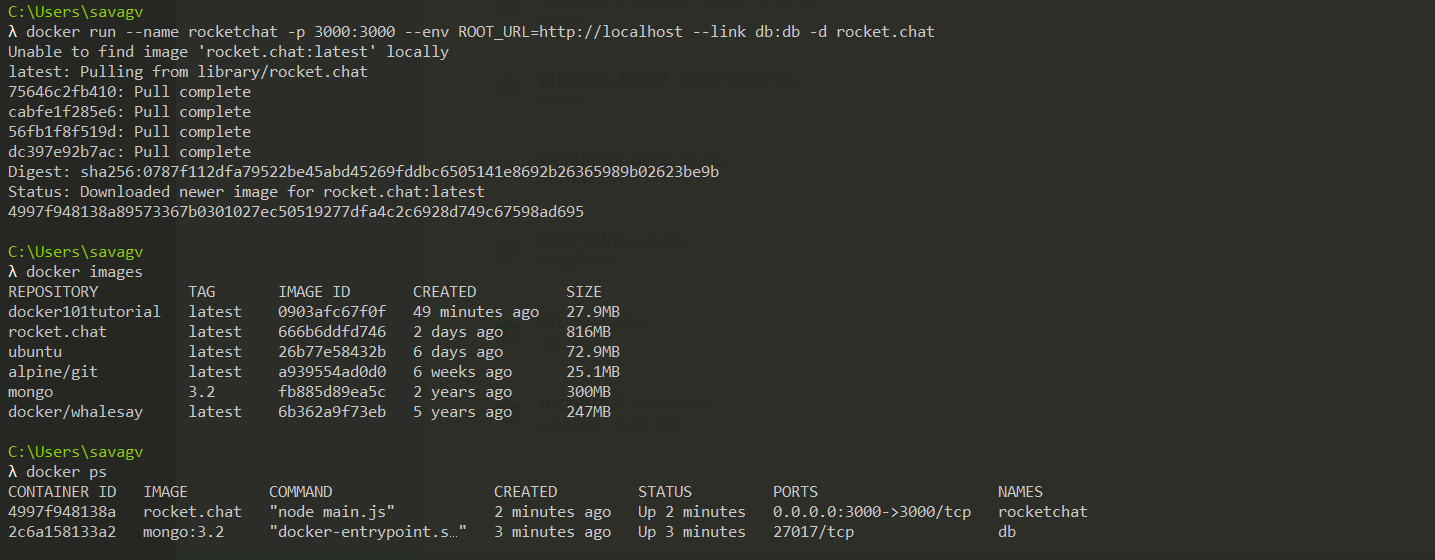 C:\Users\savagv
λ docker run --name rocketchat -p 3000:3000 --env ROOT_URL=http://localhost --link db:db -d rocket.chat
Unable to find image 'rocket.chat:latest' locally
latest: Pulling from library/rocket.chat
75646c2fb410: Pull complete
cabfe1f285e6: Pull complete
56fb1f8f519d: Pull complete
dc397e92b7ac: Pull complete
Digest: sha256:0787f112dfa79522be45abd45269fddbc6505141e8692b26365989b02623be9b
Status: Downloaded newer image for rocket.chat:latest
4997f948138a89573367b0301027ec50519277dfa4c2c6928d749c67598ad695
C:\Users\savagv
λ docker images
REPOSITORY TAG IMAGE ID CREATED SIZE
docker101tutorial latest 0903afc67f0f 49 minutes ago 27.9MB
rocket.chat latest 666b6ddfd746 2 days ago 816MB
ubuntu latest 26b77e58432b 6 days ago 72.9MB
alpine/git latest a939554ad0d0 6 weeks ago 25.1MB
mongo 3.2 fb885d89ea5c 2 years ago 300MB
docker/whalesay latest 6b362a9f73eb 5 years ago 247MB
C:\Users\savagv
λ docker ps
CONTAINER ID IMAGE COMMAND CREATED STATUS PORTS NAMES
4997f948138a rocket.chat "node main.js" 2 minutes ago Up 2 minutes 0.0.0.0:3000->3000/tcp rocketchat
2c6a158133a2 mongo:3.2 "docker-entrypoint.s…" 3 minutes ago Up 3 minutes 27017/tcp db